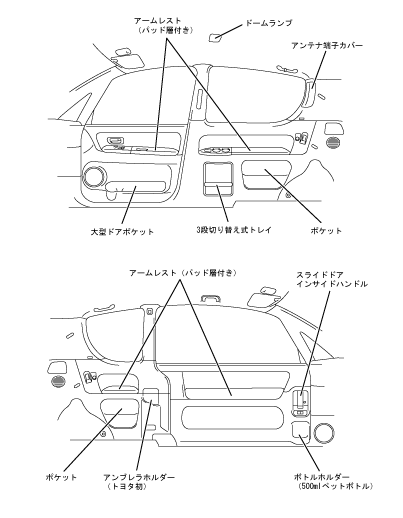 アームレスト
（パッド層付き）
ドームランプ
アンテナ端子カバー
大型ドアポケット
3段切り替え式トレイ
ポケット
アームレスト（パッド層付き）
スライドドア
インサイドハンドル
ポケット
アンブレラホルダー
（トヨタ初）
ボトルホルダー
（500mlペットボトル）